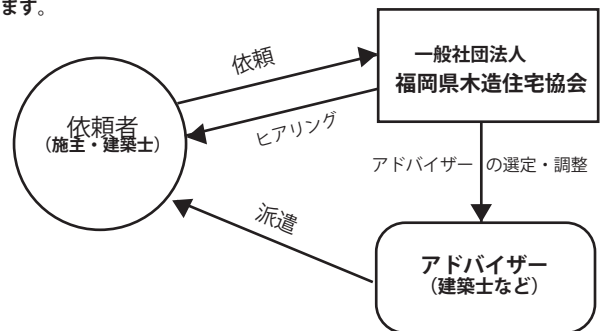 ます。
依頼
一般社団法人
福岡県木造住宅協会
依頼者
（施主・建築士）
ヒアリング
アドバイザー の選定・調整
派遣
アドバイザー
（建築士など）